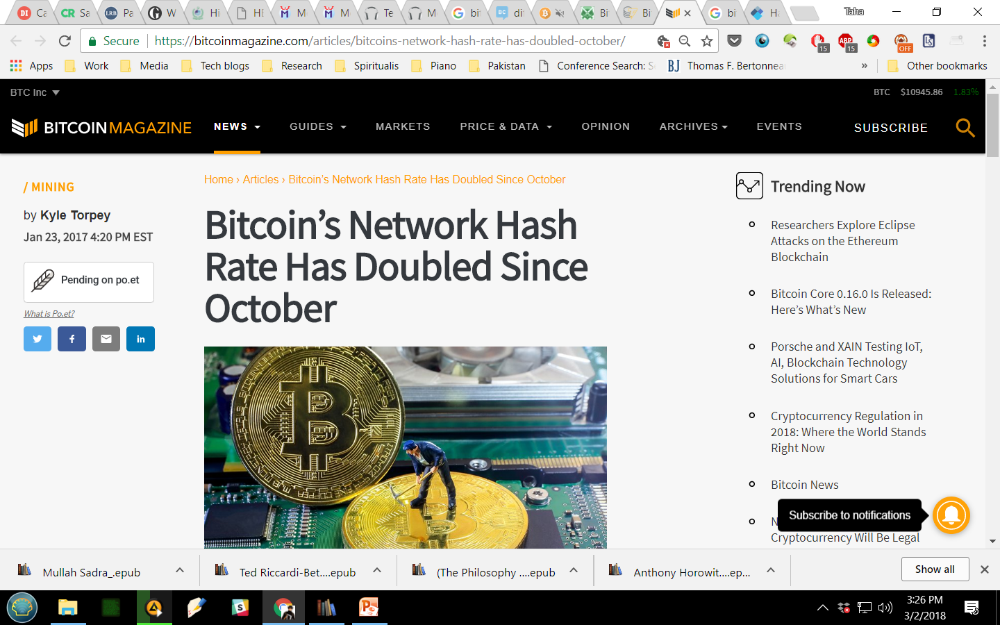 Ca
Sa
Pa
W
Hi
HE
M
M
Te
M
bi
di
Bi
Bi
bi
Ha
Taha
Secure
https://bitcoinmagazine.com/articles/bitcoins-network-hash-rate-has-doubled-october/
15
15
OFF
Apps
Work
Media
Tech blogs
Research
Spiritualis
Piano
Pakistan
Conference Search: S
BJ Thomas F. Bertonnea
»
Other bookmarks
BTC Inc
BTC $10945.86 1.83%
BITCOINMAGAZINE
NEWS
GUIDES
MARKETS
PRICE & DATA
OPINION
ARCHIVES
EVENTS
SUBSCRIBE
/ MINING
by Kyle Torpey
Jan 23, 2017 4:20 PM EST
Pending on po.et
What is Po.et?
Home › Articles › Bitcoin's Network Hash Rate Has Doubled Since October
Bitcoin’s Network Hash
Rate Has Doubled Since
October
Trending Now
Researchers Explore Eclipse
Attacks on the Ethereum
Blockchain
Bitcoin Core 0.16.0 Is Released:
Here’s What’s New
Porsche and XAIN Testing IoT,
AI, Blockchain Technology
Solutions for Smart Cars
Cryptocurrency Regulation in
2018: Where the World Stands
Right Now
Bitcoin News
Subscribe to notifications
Cryptocurrency Will Be Legal
Mullah Sadra_.epub
Ted Riccardi-Bet....epub
(The Philosophy ....epub
Anthony Horowit....ep...
Show all
3:26 PM
3/2/2018